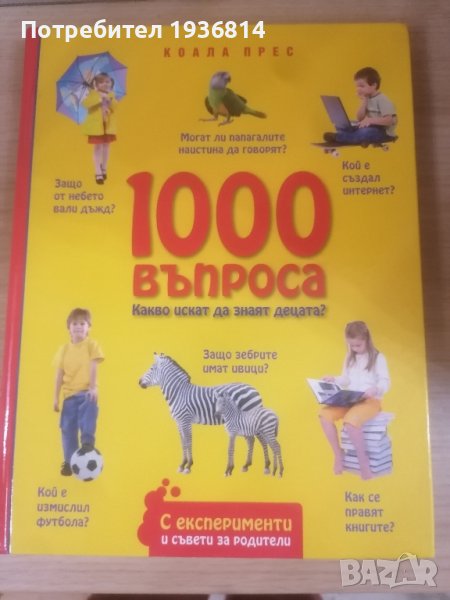 Потребител 1936814
КОАЛА ПРЕС
Могат ли папагалите
наистина да говорят?
Кой е
създал
интернет?
Защо
от небето
вали дъжд?
1000
въпроса
Какво искат да знаят децата?
Защо зебрите
имат ивици?
Кой е
измислил
футбола?
Как се
правят
книгите?
С експерименти
и съвети за родители
BAZAR